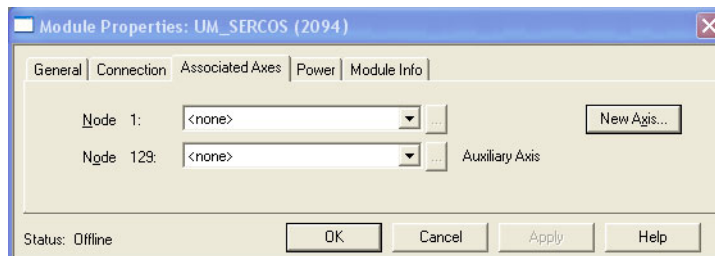 Module Properties: UM_SERCOS (2094)
General Connection Associated Axes Power Module Info
Node 1: <none> ... New Axis...
Node 129: <none> ... Auxiliary Axis
Status: Offline OK Cancel Apply Help